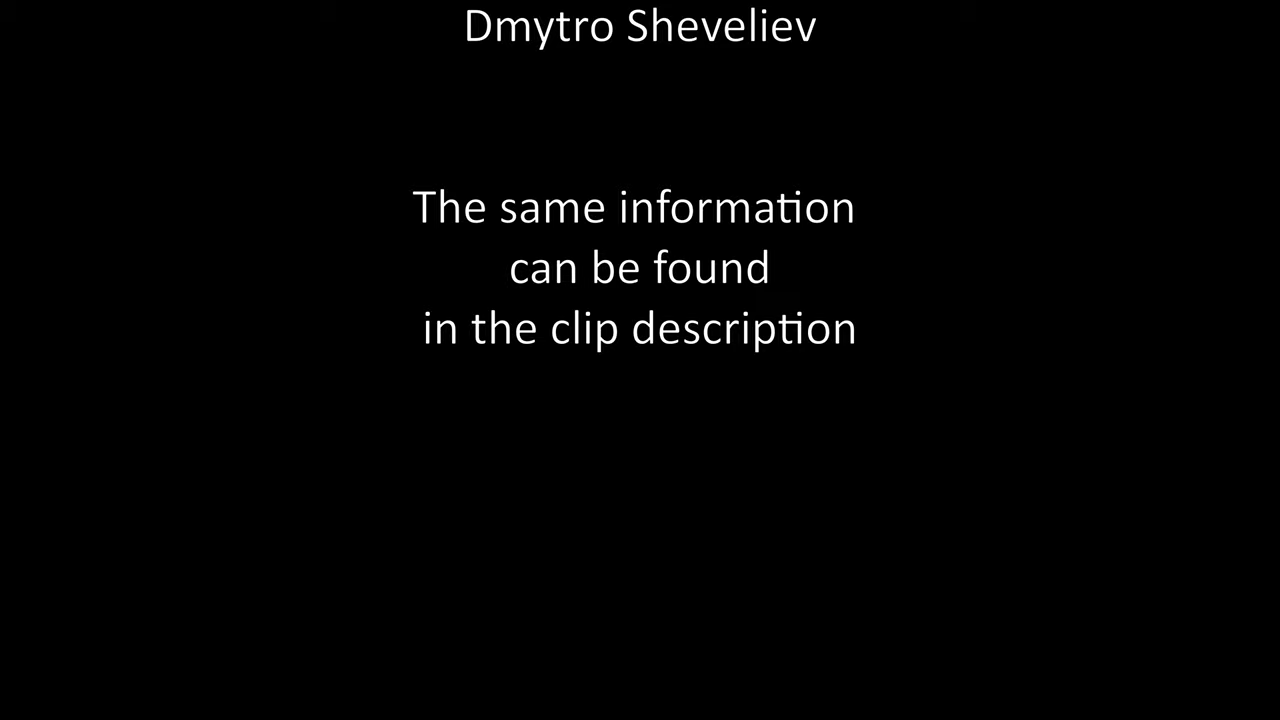 Dmytro Sheveliev
The same information
can be found
in the clip description